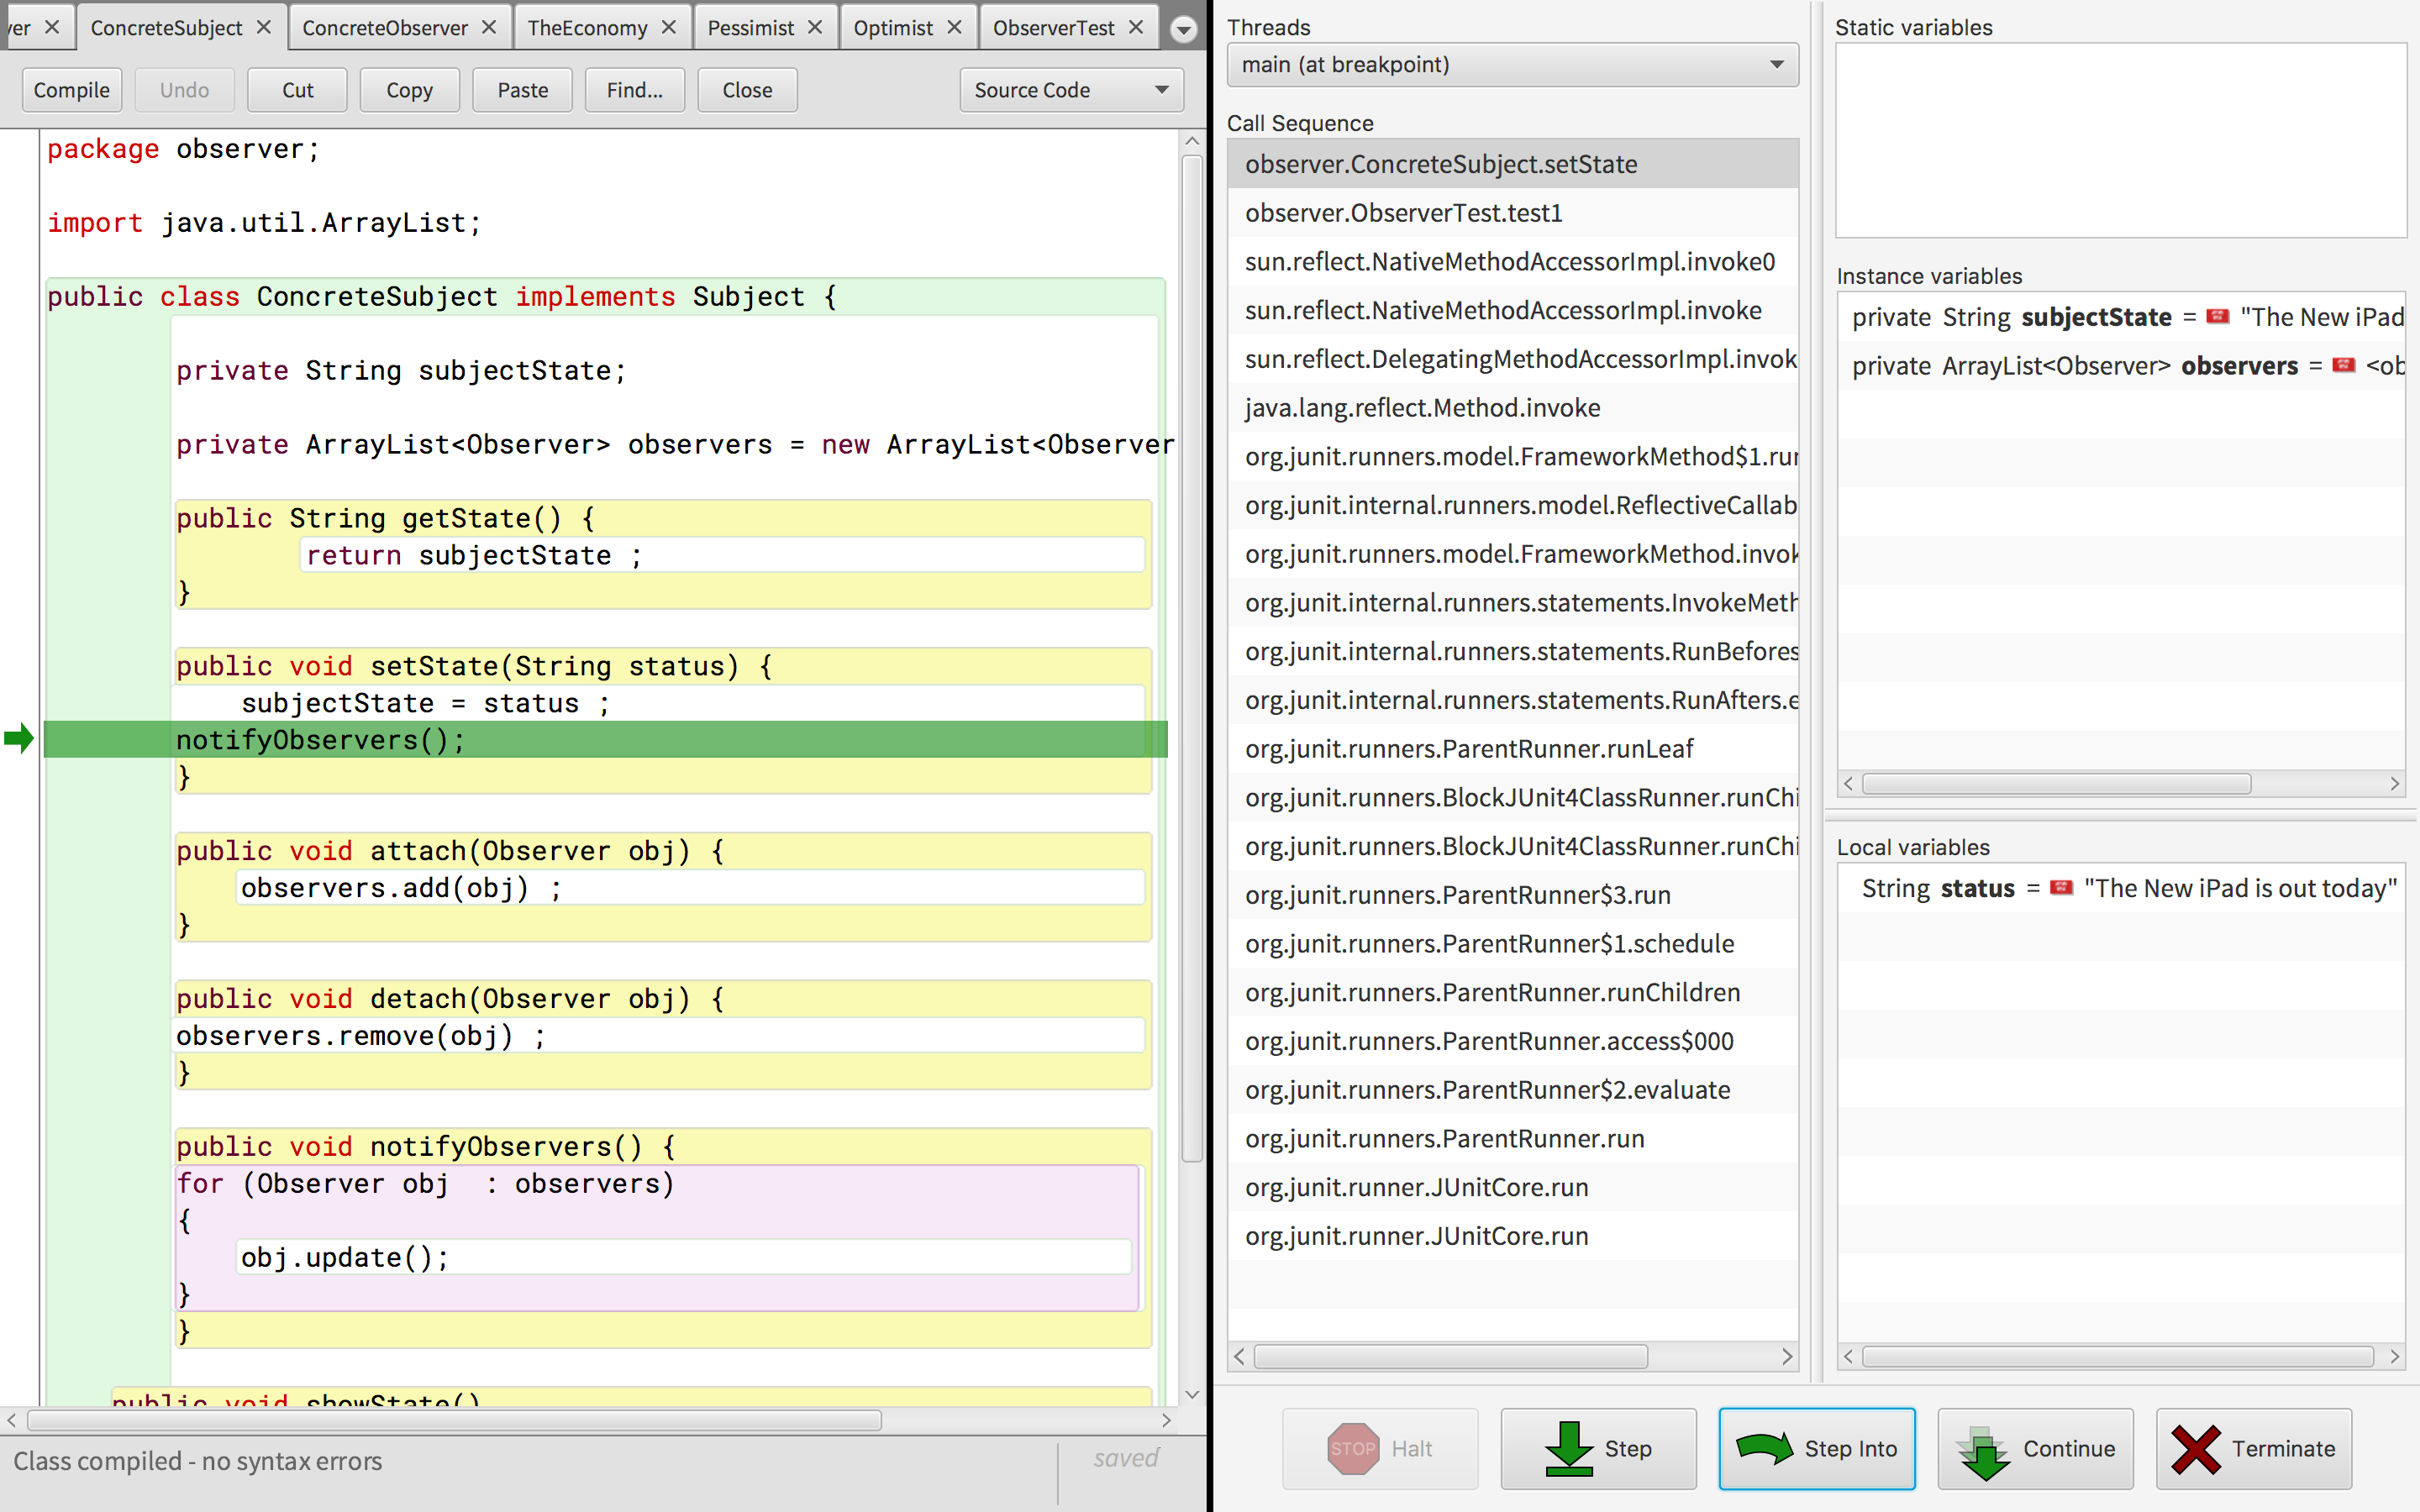 ver
ConcreteSubject
ConcreteObserver
TheEconomy
Pessimist
Optimist
ObserverTest
Compile
Undo
Cut
Copy
Paste
Find...
Close
Source Code
package observer;
import java.util.ArrayList;
public class ConcreteSubject implements Subject {
private String subjectState;
private ArrayList<Observer> observers = new ArrayList<Observer
public String getState() {
return subjectState ;
}
public void setState(String status) {
subjectState = status ;
notifyObservers();
}
public void attach(Observer obj) {
observers.add(obj) ;
}
public void detach(Observer obj) {
observers.remove(obj) ;
}
public void notifyObservers() {
for (Observer obj  : observers)
{
obj.update();
}
}
public void showState()
Class compiled - no syntax errors
saved
Threads
main (at breakpoint)
Call Sequence
observer.ConcreteSubject.setState
observer.ObserverTest.test1
sun.reflect.NativeMethodAccessorImpl.invoke0
sun.reflect.NativeMethodAccessorImpl.invoke
sun.reflect.DelegatingMethodAccessorImpl.invok
java.lang.reflect.Method.invoke
org.junit.runners.model.FrameworkMethod$1.run
org.junit.internal.runners.model.ReflectiveCallab
org.junit.runners.model.FrameworkMethod.invok
org.junit.internal.runners.statements.InvokeMeth
org.junit.internal.runners.statements.RunBefores
org.junit.internal.runners.statements.RunAfters.e
org.junit.runners.ParentRunner.runLeaf
org.junit.runners.BlockJUnit4ClassRunner.runChi
org.junit.runners.BlockJUnit4ClassRunner.runChi
org.junit.runners.ParentRunner$3.run
org.junit.runners.ParentRunner$1.schedule
org.junit.runners.ParentRunner.runChildren
org.junit.runners.ParentRunner.access$000
org.junit.runners.ParentRunner$2.evaluate
org.junit.runners.ParentRunner.run
org.junit.runner.JUnitCore.run
org.junit.runner.JUnitCore.run
Static variables
Instance variables
private String subjectState = "The New iPad
private ArrayList<Observer> observers = <ob
Local variables
String status = "The New iPad is out today"
STOP Halt
Step
Step Into
Continue
Terminate